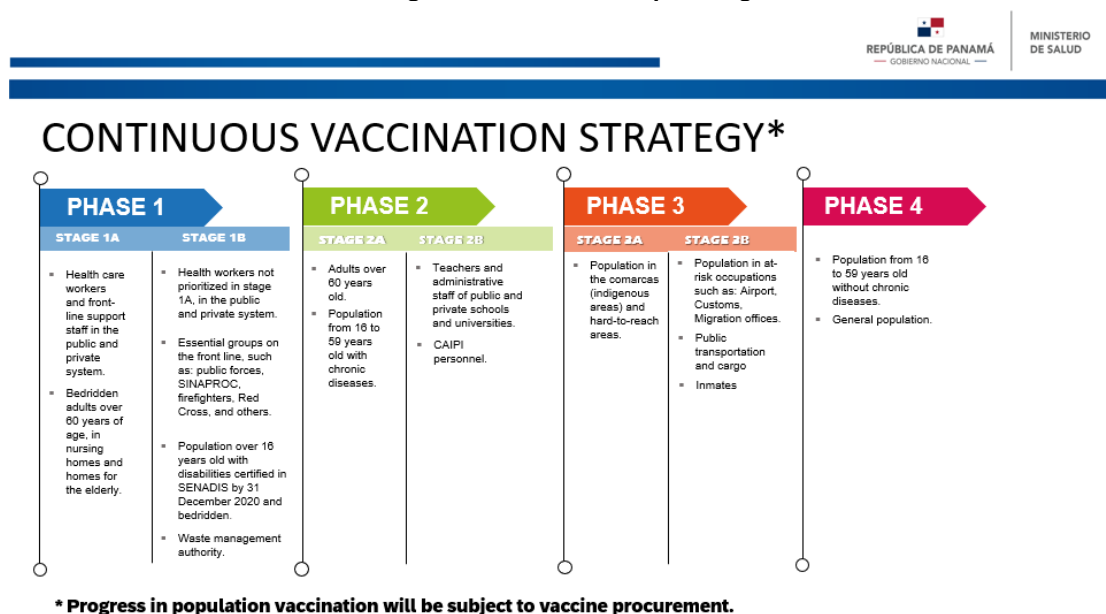 REPÚBLICA DE PANAMÁ
— GOBIERNO NACIONAL —
MINISTERIO
DE SALUD
CONTINUOUS VACCINATION STRATEGY*
PHASE 1
STAGE 1A
▪ Health care
workers
and front-
line support
staff in the
public and
private
system.
▪ Bedridden
adults over
60 years of
age, in
nursing
homes and
homes for
the elderly.
STAGE 1B
▪ Health workers not
prioritized in stage
1A, in the public
and private system.
▪ Essential groups on
the front line, such
as: public forces,
SINAPROC,
firefighters, Red
Cross, and others.
▪ Population over 16
years old with
disabilities certified in
SENADIS by 31
December 2020 and
bedridden.
▪ Waste management
authority.
PHASE 2
STAGE 2A
▪ Adults over
60 years
old.
▪ Population
from 16 to
59 years
old with
chronic
diseases.
STAGE 2B
▪ Teachers and
administrative
staff of public and
private schools
and universities.
▪ CAIPI
personnel.
PHASE 3
STAGE 3A
▪ Population in
the comarcas
(indigenous
areas) and
hard-to-reach
areas.
STAGE 3B
▪ Population in at-
risk occupations
such as: Airport,
Customs,
Migration offices.
▪ Public
transportation
and cargo
▪ Inmates
PHASE 4
▪ Population from 16
to 59 years old
without chronic
diseases.
▪ General population.
* Progress in population vaccination will be subject to vaccine procurement.